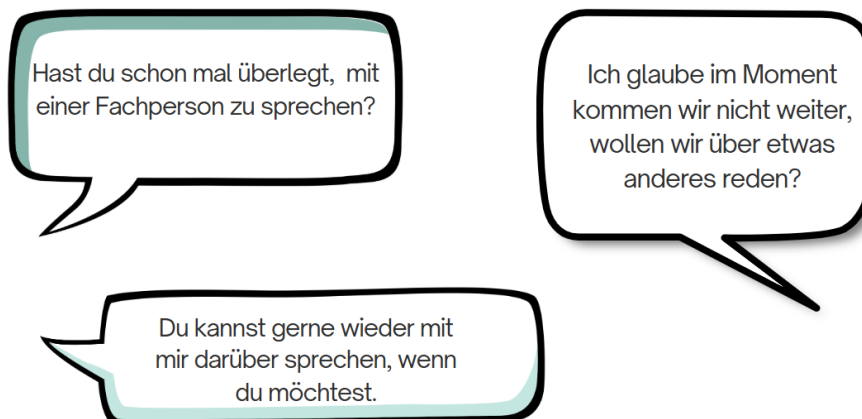 Hast du schon mal überlegt, mit
einer Fachperson zu sprechen?
Ich glaube im Moment
kommen wir nicht weiter,
wollen wir über etwas
anderes reden?
Du kannst gerne wieder mit
mir darüber sprechen, wenn
du möchtest.